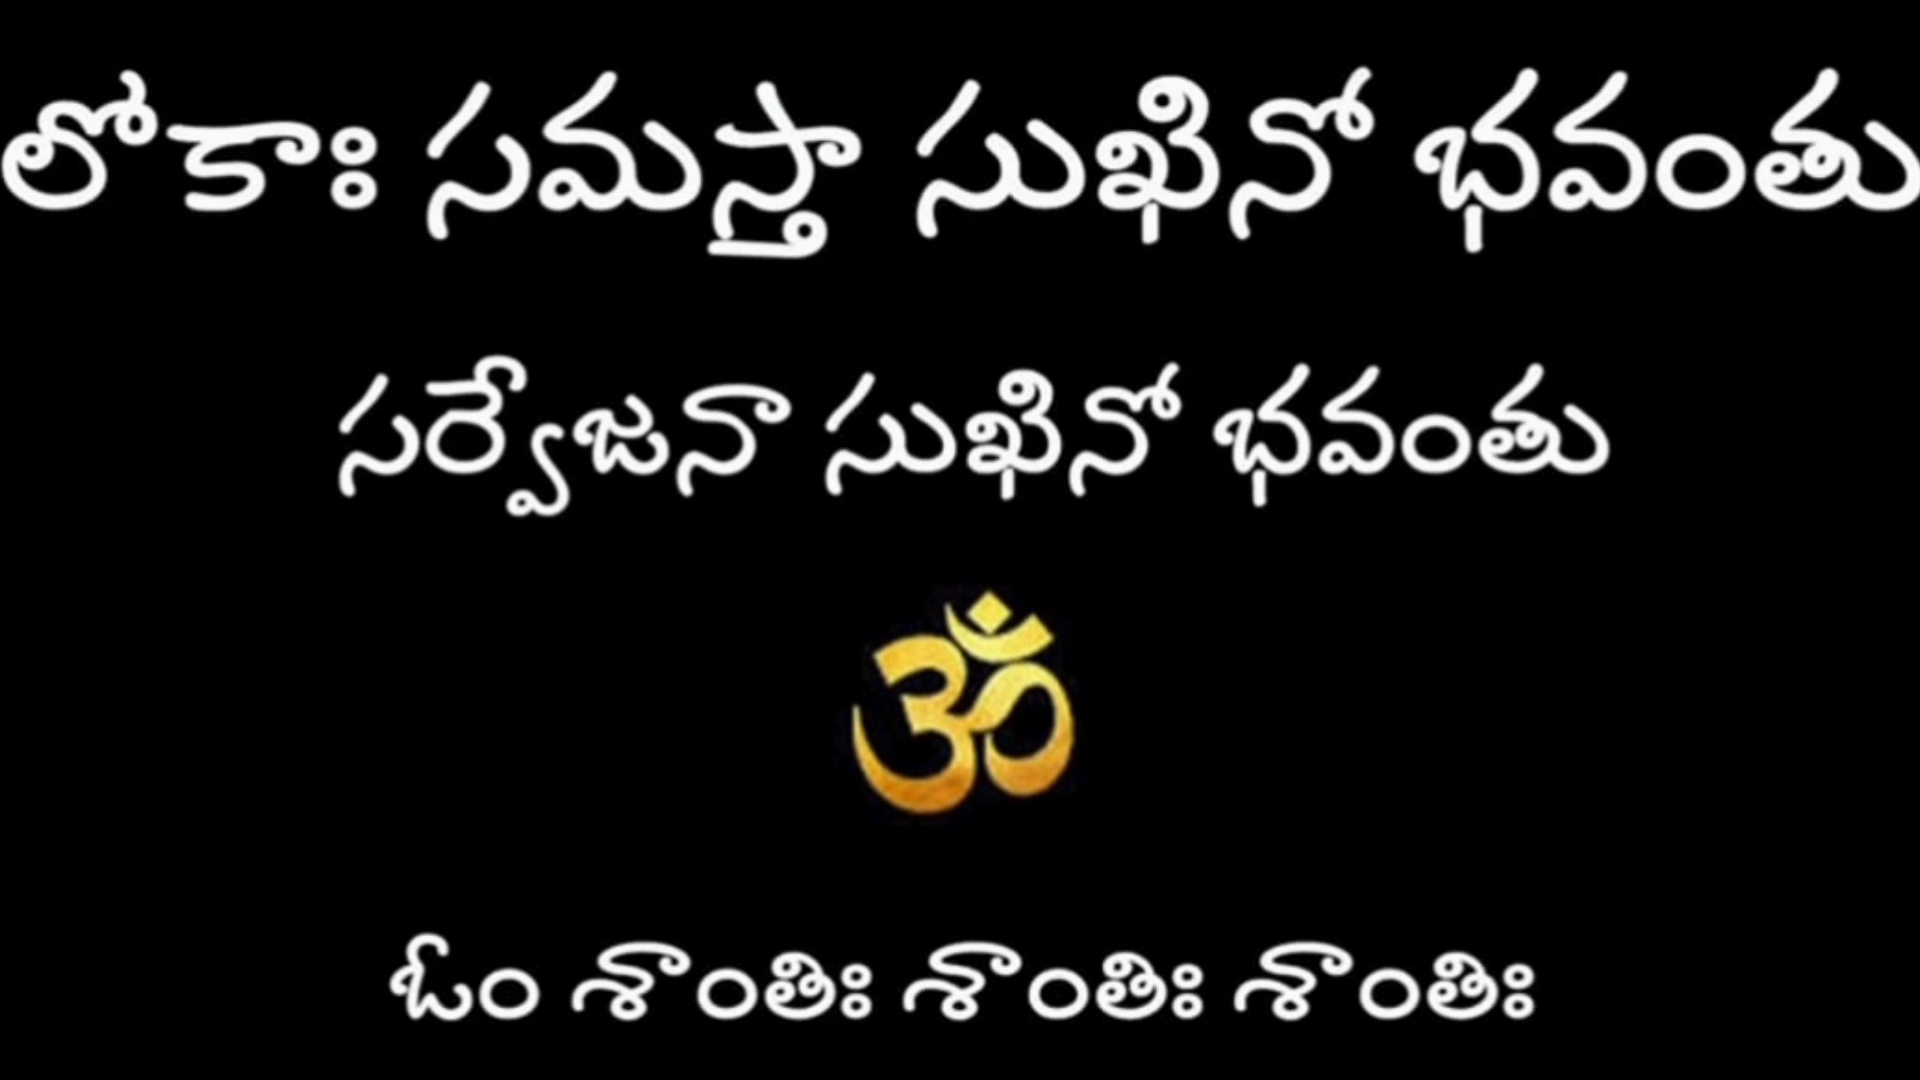 లోకాః సమస్తా సుఖినో భవంతు
సర్వేజనా సుఖినో భవంతు
ॐ
ఓం శాంతిః శాంతిః శాంతిః